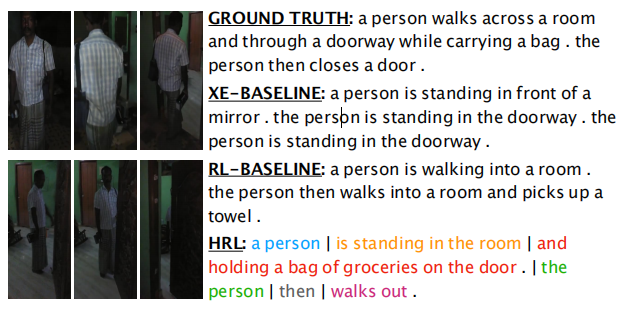 GROUND TRUTH: a person walks across a room
and through a doorway while carrying a bag . the
person then closes a door .
XE-BASELINE: a person is standing in front of a
mirror . the person is standing in the doorway . the
person is standing in the doorway .
RL-BASELINE: a person is walking into a room .
the person then walks into a room and picks up a
towel .
HRL: a person | is standing in the room | and
holding a bag of groceries on the door . | the
person | then | walks out .